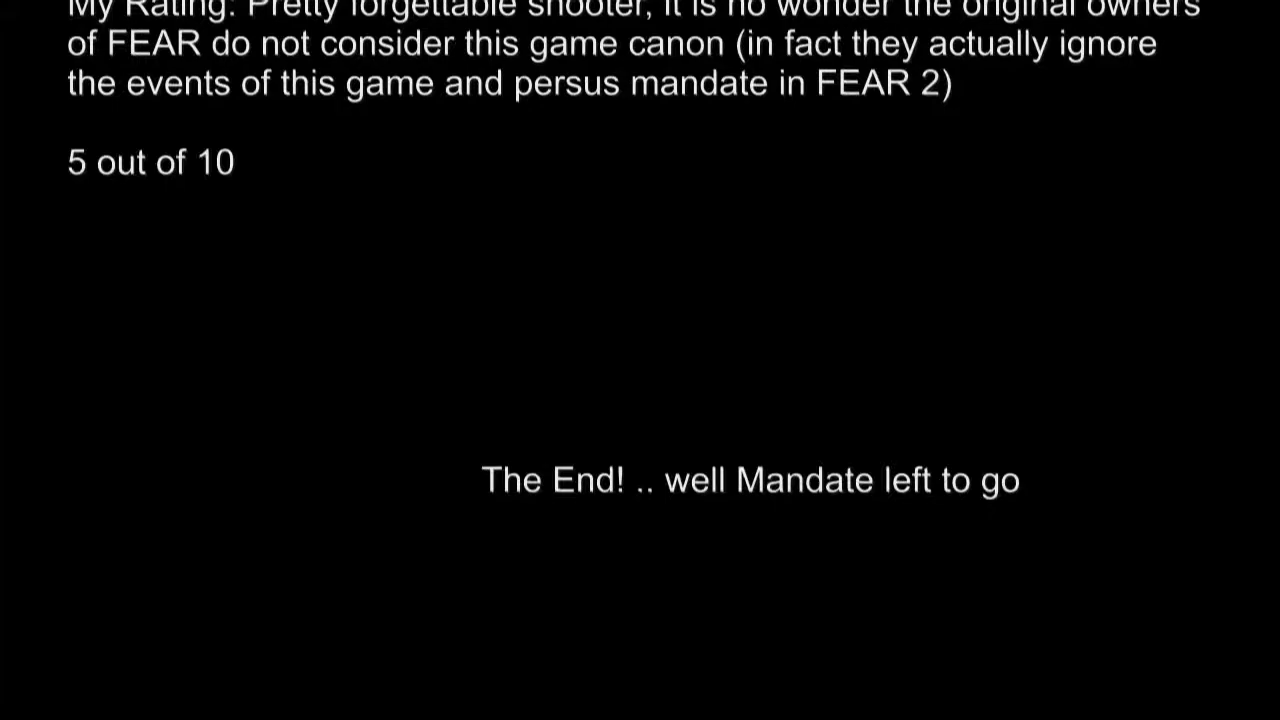 My Rating: Pretty forgettable shooter, it is no wonder the original owners
of FEAR do not consider this game canon (in fact they actually ignore
the events of this game and persus mandate in FEAR 2)
5 out of 10
The End! .. well Mandate left to go